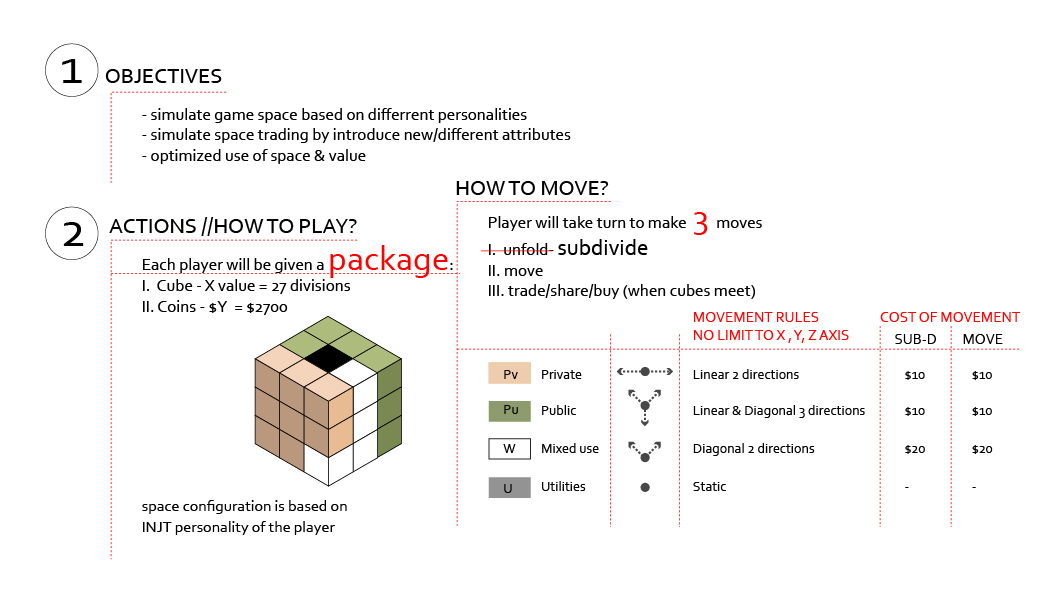 1 OBJECTIVES
- simulate game space based on differrent personalities
- simulate space trading by introduce new/different attributes
- optimized use of space & value
2 ACTIONS //HOW TO PLAY?
Each player will be given a package:
I. Cube - X value = 27 divisions
II. Coins - $Y = $2700
space configuration is based on
INJT personality of the player
HOW TO MOVE?
Player will take turn to make 3 moves
I. unfold- subdivide
II. move
III. trade/share/buy (when cubes meet)
MOVEMENT RULES COST OF MOVEMENT
NO LIMIT TO X , Y, Z AXIS SUB-D MOVE
Pv Private Linear 2 directions $10 $10
Pu Public Linear & Diagonal 3 directions $10 $10
W Mixed use Diagonal 2 directions $20 $20
U Utilities Static - -